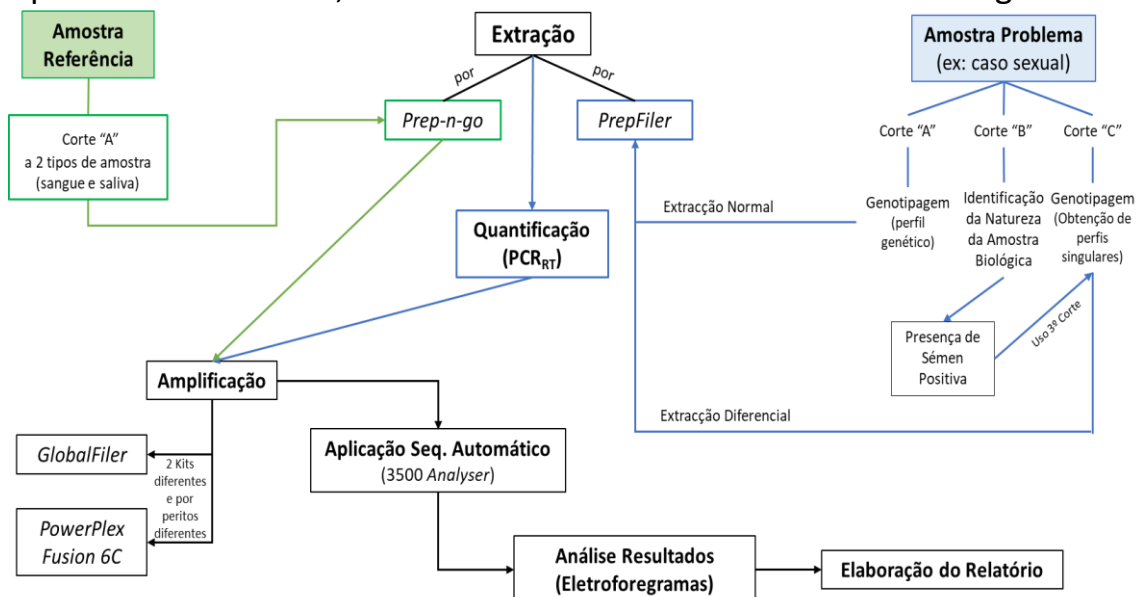 Amostra
Referência
Corte “A”
a 2 tipos de amostra
(sangue e saliva)
Extração
por
por
Prep-n-go
PrepFiler
Quantificação
(PCRRT)
Amostra Problema
(ex: caso sexual)
Corte “A”
Corte “B”
Corte “C”
Genotipagem
(perfil
genético)
Identificação
da Natureza
da Amostra
Biológica
Genotipagem
(Obtenção de
perfis
singulares)
Extracção Normal
Presença de
Sémen
Positiva
Uso 3º Corte
Extracção Diferencial
Amplificação
GlobalFiler
2 Kits
diferentes
e por
peritos
diferentes
PowerPlex
Fusion 6C
Aplicação Seq. Automático
(3500 Analyser)
Análise Resultados
(Eletroforegramas)
Elaboração do Relatório